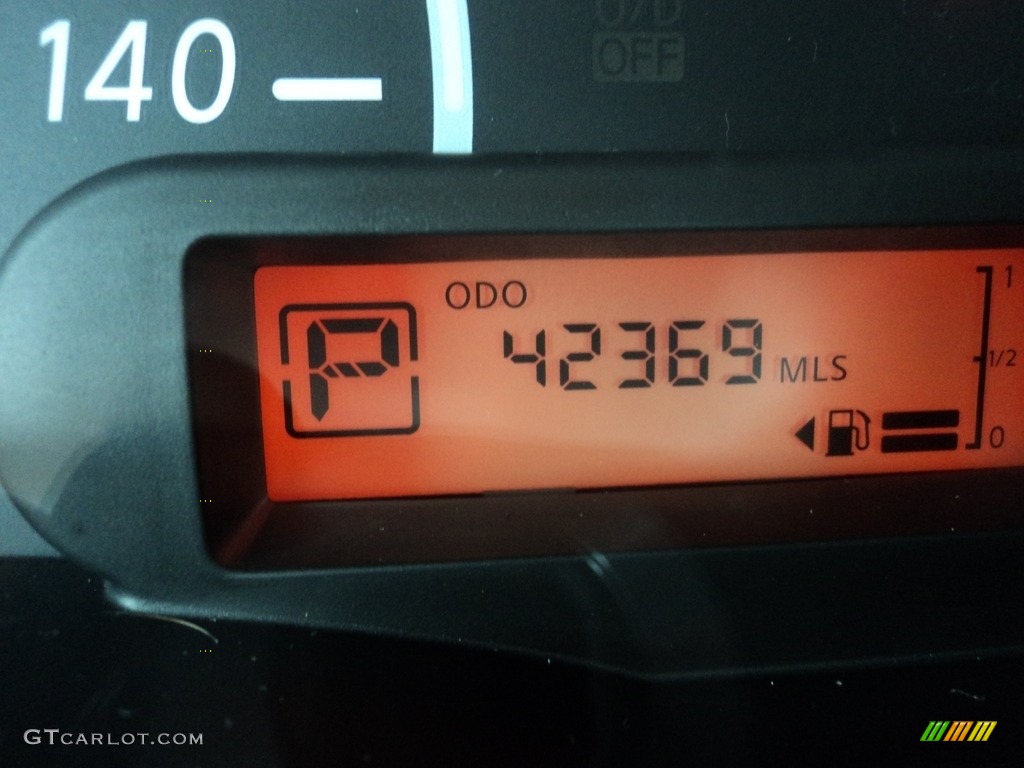 140
O/D
OFF
ODO
P
42369 MLS
1
1/2
0
GTcarlot.com